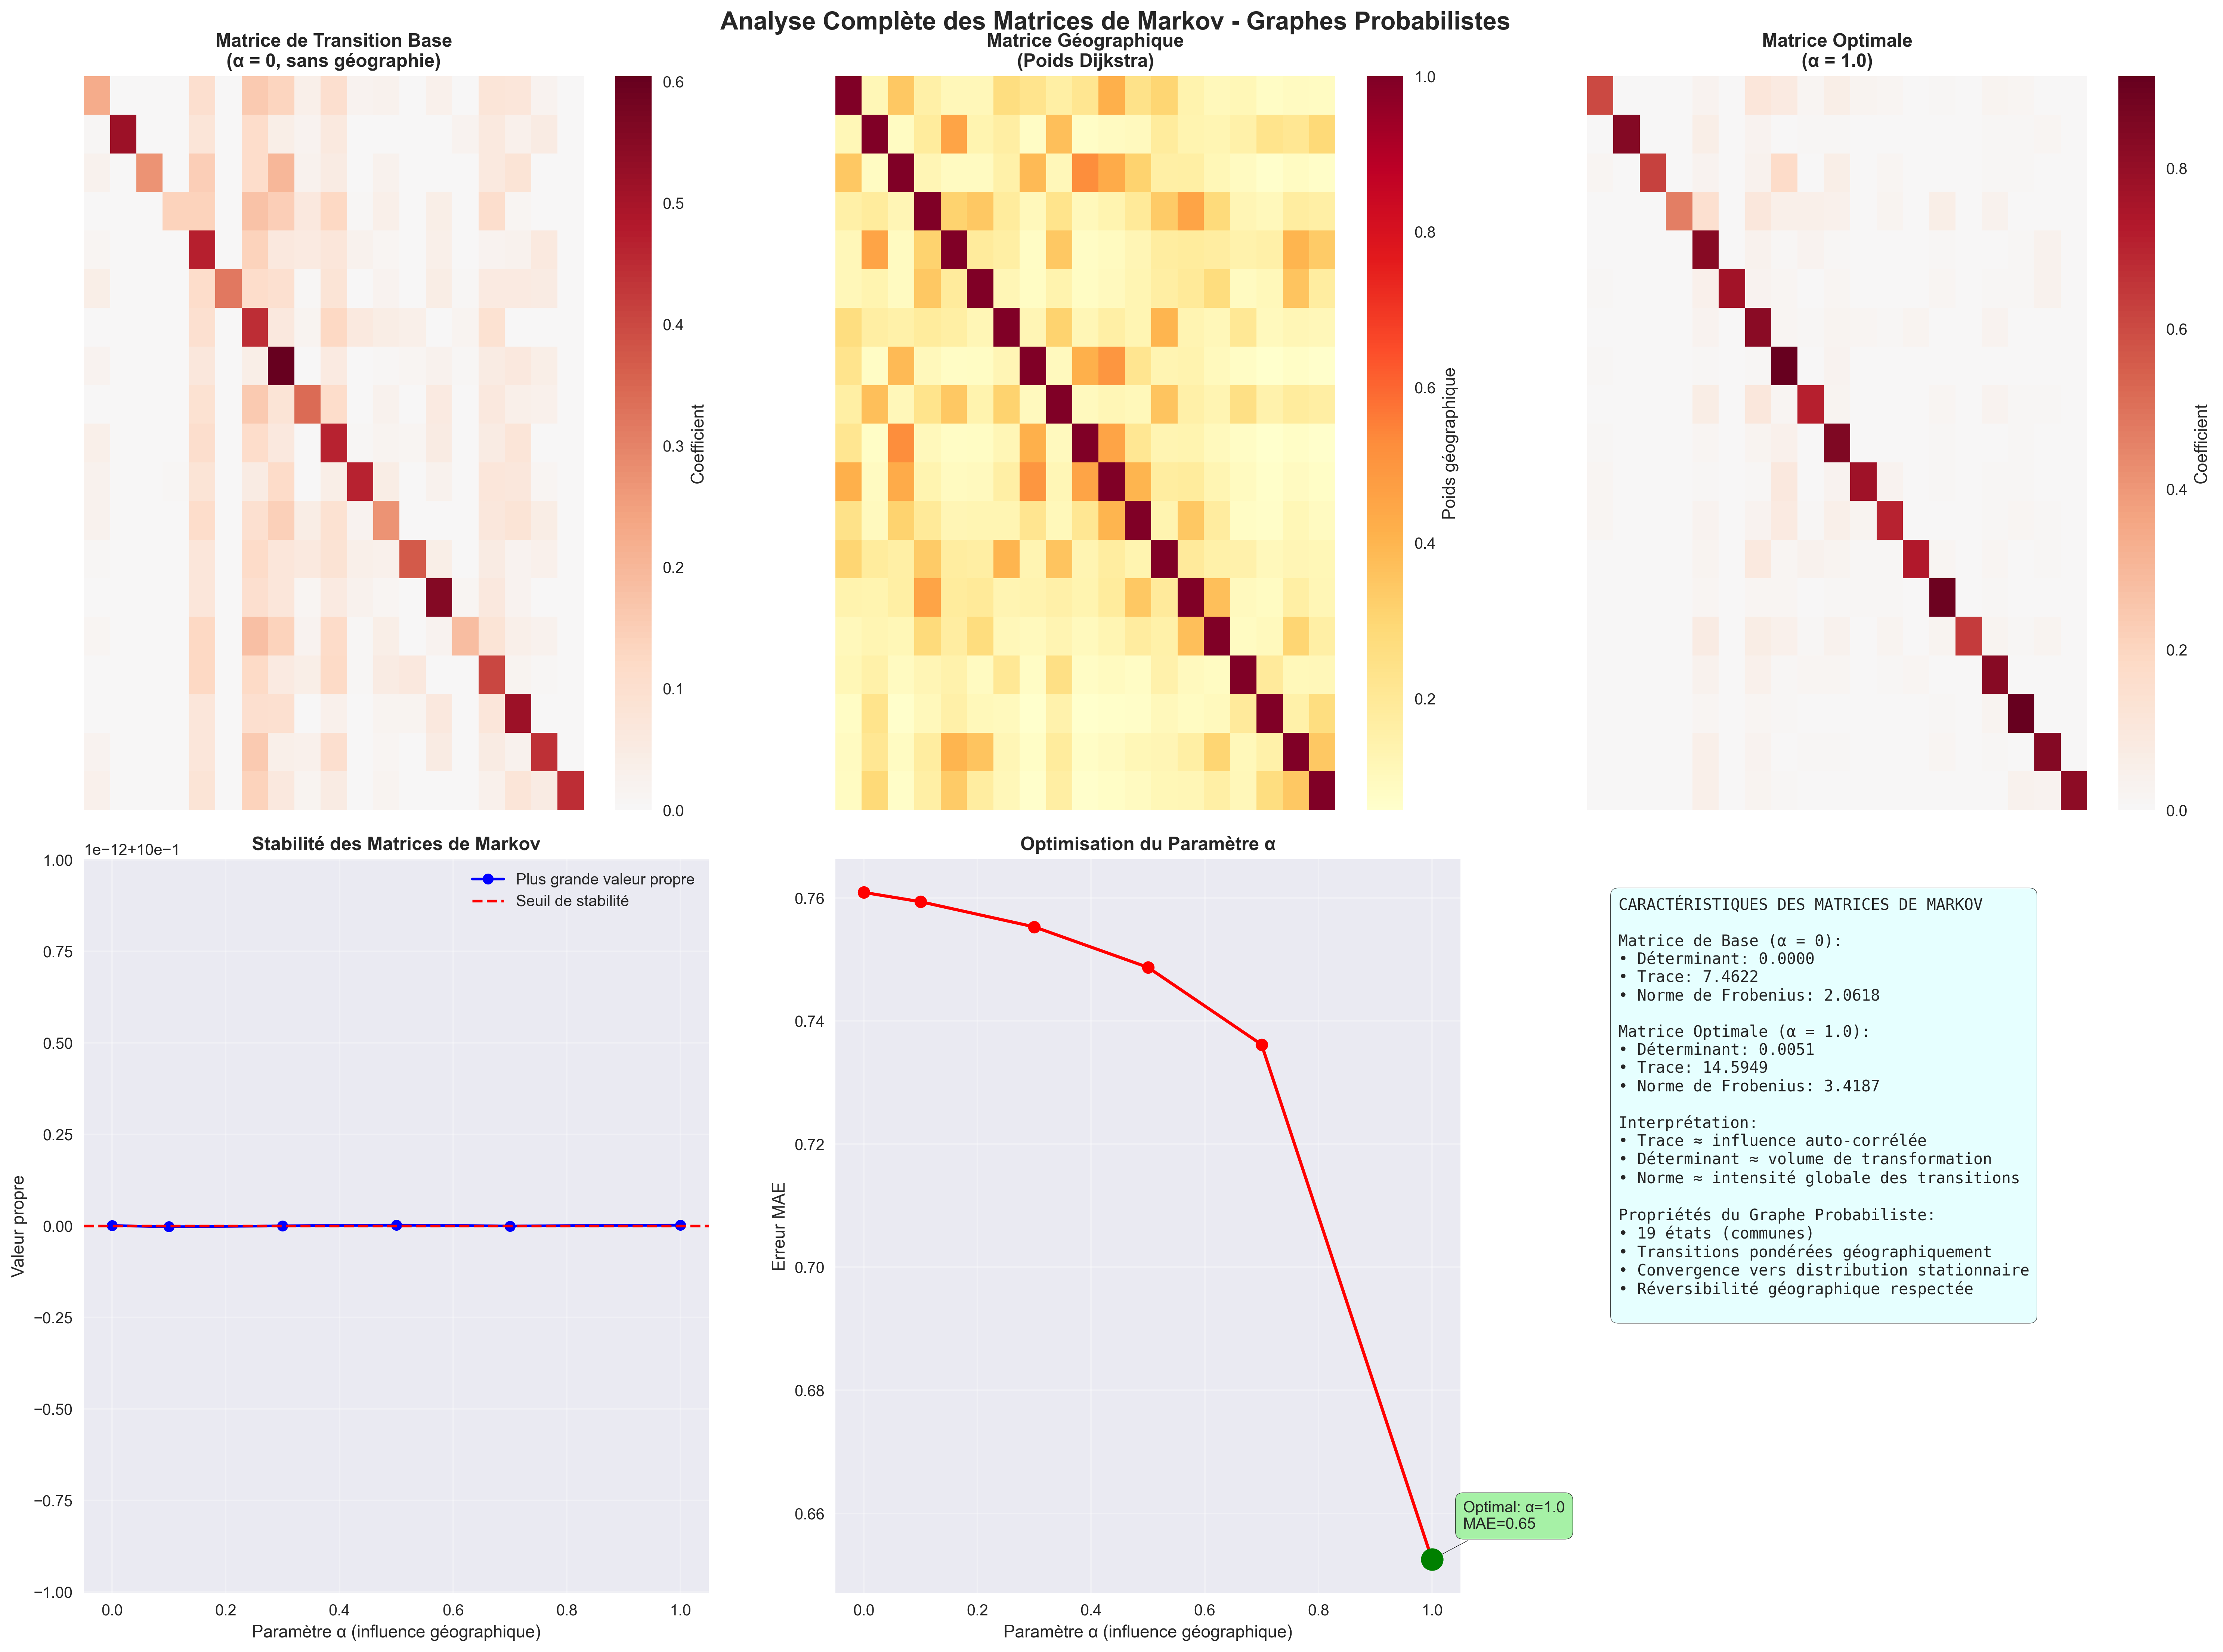 Analyse Complète des Matrices de Markov - Graphes Probabilistes
Matrice de Transition Base
(α = 0, sans géographie)
0.6
0.5
0.4
0.3
0.2
0.1
0.0
Coefficient
Matrice Géographique
(Poids Dijkstra)
1.0
0.8
0.6
0.4
0.2
Poids géographique
Matrice Optimale
(α = 1.0)
0.8
0.6
0.4
0.2
0.0
Coefficient
Stabilité des Matrices de Markov
1e−12+10e−1
1.00
0.75
0.50
0.25
0.00
−0.25
−0.50
−0.75
−1.00
Valeur propre
Plus grande valeur propre
Seuil de stabilité
0.0
0.2
0.4
0.6
0.8
1.0
Paramètre α (influence géographique)
Optimisation du Paramètre α
0.76
0.74
0.72
0.70
0.68
0.66
Erreur MAE
Optimal: α=1.0
MAE=0.65
0.0
0.2
0.4
0.6
0.8
1.0
Paramètre α (influence géographique)
CARACTÉRISTIQUES DES MATRICES DE MARKOV
Matrice de Base (α = 0):
• Déterminant: 0.0000
• Trace: 7.4622
• Norme de Frobenius: 2.0618
Matrice Optimale (α = 1.0):
• Déterminant: 0.0051
• Trace: 14.5949
• Norme de Frobenius: 3.4187
Interprétation:
• Trace ≈ influence auto-corrélée
• Déterminant ≈ volume de transformation
• Norme ≈ intensité globale des transitions
Propriétés du Graphe Probabiliste:
• 19 états (communes)
• Transitions pondérées géographiquement
• Convergence vers distribution stationnaire
• Réversibilité géographique respectée